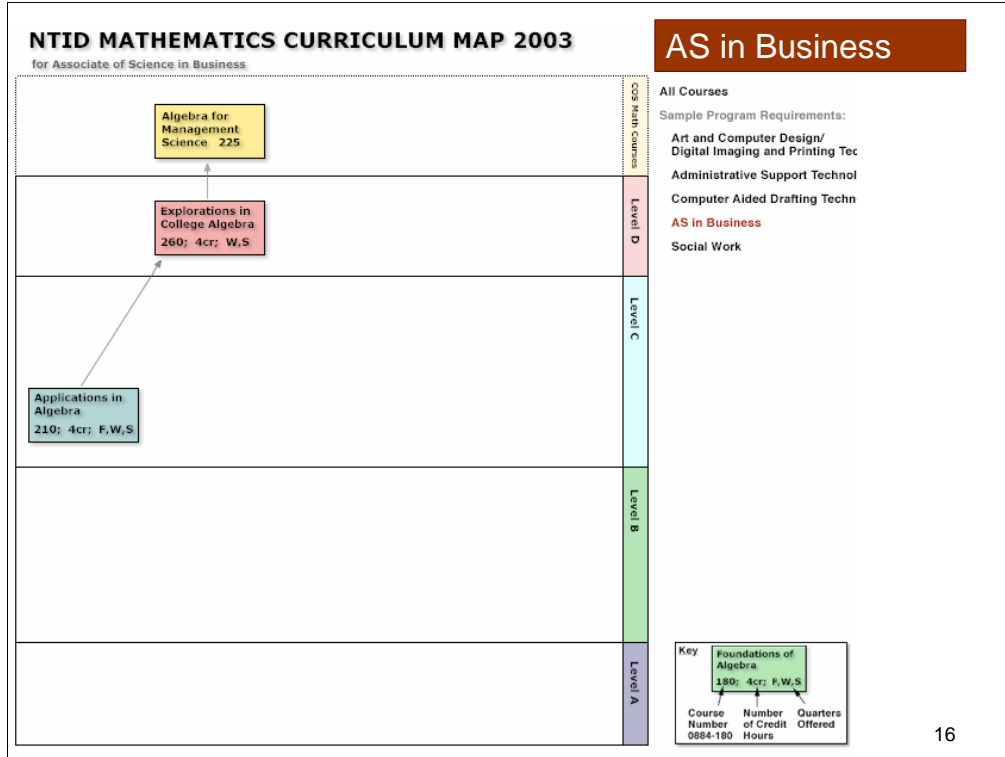 NTID MATHEMATICS CURRICULUM MAP 2003
for Associate of Science in Business
AS in Business
COS Math Courses
Algebra for
Management
Science 225
Level D
Explorations in
College Algebra
260; 4cr; W,S
Level C
Applications in
Algebra
210; 4cr; F,W,S
Level B
Level A
All Courses
Sample Program Requirements:
Art and Computer Design/
Digital Imaging and Printing Tec
Administrative Support Technol
Computer Aided Drafting Techn
AS in Business
Social Work
Key
Foundations of
Algebra
180; 4cr; F,W,S
Course
Number
0884-180
Number
of Credit
Hours
Quarters
Offered
16